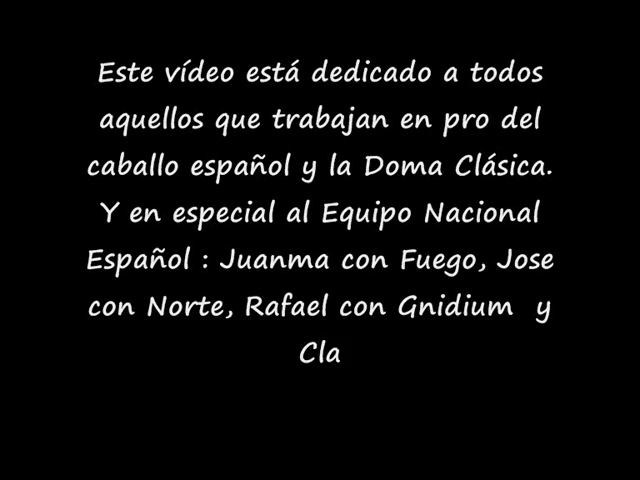 Este vídeo está dedicado a todos
aquellos que trabajan en pro del
caballo español y la Doma Clásica.
Y en especial al Equipo Nacional
Español : Juanma con Fuego, Jose
con Norte, Rafael con Gnidium y
Cla